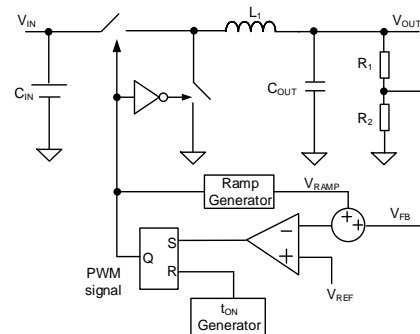 VIN
L1
VOUT
CIN
COUT
R1
R2
Ramp
Generator
VRAMP
VFB
+
+
−
+
Q
S
R
PWM
signal
VREF
tON
Generator